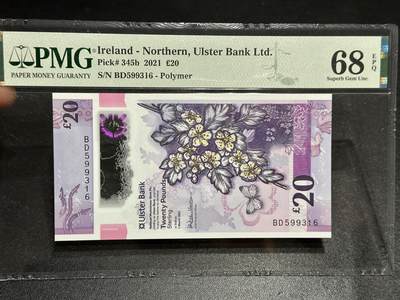 PMG
PAPER MONEY GUARANTY
Ireland - Northern, Ulster Bank Ltd.
Pick# 345b 2021 £20
S/N BD599316 - Polymer
68
EPQ
Superb Gem Unc
£20
BD599316
Ulster Bank
Twenty Pounds
Sterling
£20
BD599316